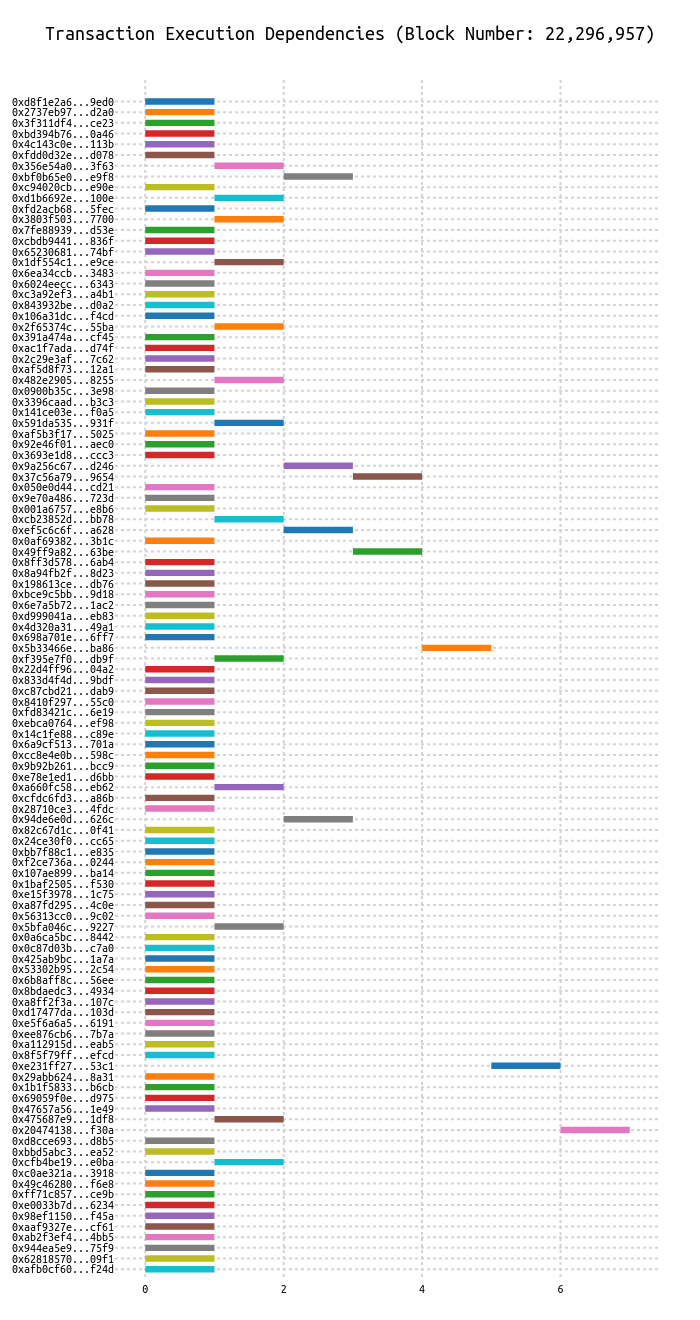 Transaction Execution Dependencies (Block Number: 22,296,957)
0xd8f1e2a6...9ed0
0x2737eb97...d2a0
0x3f311df4...ce23
0xbd394b76...0a46
0x4c143c0e...113b
0xfdd0d32e...d078
0x356e54a0...3f63
0xbf0b65e0...e9f8
0xc94020cb...e90e
0xd1b6692e...100e
0xfd2acb68...5fec
0x3803f503...7700
0x7fe88939...d53e
0xcbdb9441...836f
0x65230681...74bf
0x1df554c1...e9ce
0x6ea34ccb...3483
0x6024eecc...6343
0xc3a92ef3...a4b1
0x843932be...d0a2
0x106a31dc...f4cd
0x2f65374c...55ba
0x391a474a...cf45
0xac1f7ada...d74f
0x2c29e3af...7c62
0xaf5d8f73...12a1
0x482e2905...8255
0x0900b35c...3e98
0x3396caad...b3c3
0x141ce03e...f0a5
0x591da535...931f
0xaf5b3f17...5025
0x92e46f01...aec0
0x3693e1d8...ccc3
0x9a256c67...d246
0x37c56a79...9654
0x050e0d44...cd21
0x9e70a486...723d
0x001a6757...e8b6
0xcb23852d...bb78
0xef5c6c6f...a628
0x0af69382...3b1c
0x49ff9a82...63be
0x8ff3d578...6ab4
0x8a94fb2f...8d23
0x198613ce...db76
0xbce9c5bb...9d18
0x6e7a5b72...1ac2
0xd999041a...eb83
0x4d320a31...49a1
0x698a701e...6ff7
0x5b33466e...ba86
0xf395e7f0...db9f
0x22d4ff96...04a2
0x833d4f4d...9bdf
0xc87cbd21...dab9
0x8410f297...55c0
0xfd83421c...6e19
0xebca0764...ef98
0x14c1fe88...c89e
0x6a9cf513...701a
0xcc8e4e0b...598c
0x9b92b261...bcc9
0xe78e1ed1...d6bb
0xa660fc58...eb62
0xcfdc6fd3...a86b
0x28710ce3...4fdc
0x94de6e0d...626c
0x82c67d1c...0f41
0x24ce30f0...cc65
0xbb7f88c1...e835
0xf2ce736a...0244
0x107ae899...ba14
0x1baf2505...f530
0xe15f3978...1c75
0xa87fd295...4c0e
0x56313cc0...9c02
0x5bfa046c...9227
0x0a6ca5bc...8442
0x0c87d03b...c7a0
0x425ab9bc...1a7a
0x53302b95...2c54
0x6b8aff8c...56ee
0x8bdaedc3...4934
0xa8ff2f3a...107c
0xd17477da...103d
0xe5f6a6a5...6191
0xee876cb6...7b7a
0xa112915d...eab5
0x8f5f79ff...efcd
0xe231ff27...53c1
0x29abb624...8a31
0x1b1f5833...b6cb
0x69059f0e...d975
0x47657a56...1e49
0x475687e9...1df8
0x20474138...f30a
0xd8cce693...d8b5
0xbbd5abc3...ea52
0xcfb4be19...e0ba
0xc0ae321a...3918
0x49c46280...f6e8
0xff71c857...ce9b
0xe0033b7d...6234
0x98ef1150...f45a
0xaaf9327e...cf61
0xab2f3ef4...4bb5
0x944ea5e9...75f9
0x62818570...09f1
0xafb0cf60...f24d
0 2 4 6